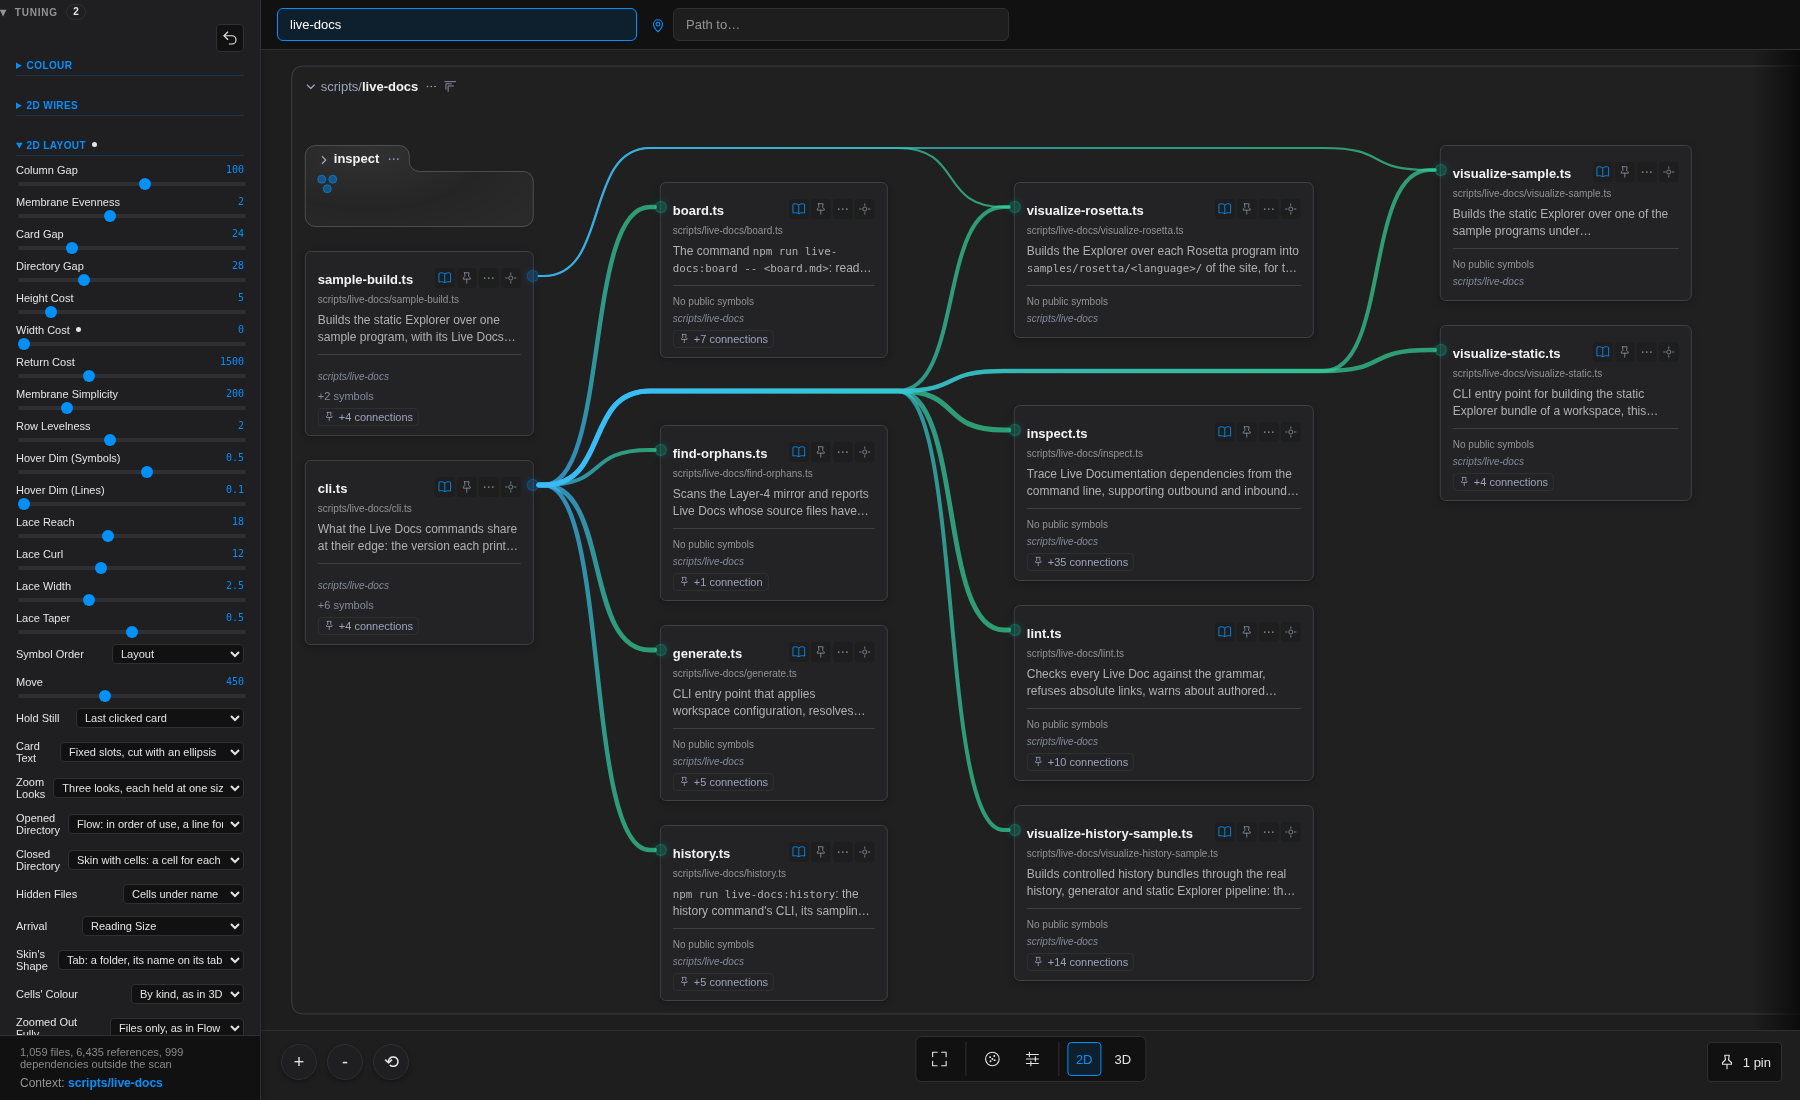 TUNING 2
COLOUR
2D WIRES
2D LAYOUT
Column Gap 100
Membrane Evenness 2
Card Gap 24
Directory Gap 28
Height Cost 5
Width Cost 0
Return Cost 1500
Membrane Simplicity 200
Row Levelness 2
Hover Dim (Symbols) 0.5
Hover Dim (Lines) 0.1
Lace Reach 18
Lace Curl 12
Lace Width 2.5
Lace Taper 0.5
Symbol Order Layout
Move 450
Hold Still Last clicked card
Card Text Fixed slots, cut with an ellipsis
Zoom Looks Three looks, each held at one siz
Opened Directory Flow: in order of use, a line for
Closed Directory Skin with cells: a cell for each
Hidden Files Cells under name
Arrival Reading Size
Skin's Shape Tab: a folder, its name on its tab
Cells' Colour By kind, as in 3D
Zoomed Out Fully Files only, as in Flow
1,059 files, 6,435 references, 999
dependencies outside the scan
Context: scripts/live-docs
live-docs
Path to…
scripts/live-docs ···
inspect ···
sample-build.ts
scripts/live-docs/sample-build.ts
Builds the static Explorer over one
sample program, with its Live Docs…
scripts/live-docs
+2 symbols
+4 connections
cli.ts
scripts/live-docs/cli.ts
What the Live Docs commands share
at their edge: the version each print…
scripts/live-docs
+6 symbols
+4 connections
board.ts
scripts/live-docs/board.ts
The command npm run live-
docs:board -- <board.md>: read…
No public symbols
scripts/live-docs
+7 connections
find-orphans.ts
scripts/live-docs/find-orphans.ts
Scans the Layer-4 mirror and reports
Live Docs whose source files have…
No public symbols
scripts/live-docs
+1 connection
generate.ts
scripts/live-docs/generate.ts
CLI entry point that applies
workspace configuration, resolves…
No public symbols
scripts/live-docs
+5 connections
history.ts
scripts/live-docs/history.ts
npm run live-docs:history: the
history command's CLI, its samplin…
No public symbols
scripts/live-docs
+5 connections
visualize-rosetta.ts
scripts/live-docs/visualize-rosetta.ts
Builds the Explorer over each Rosetta program into
samples/rosetta/<language>/ of the site, for t…
No public symbols
scripts/live-docs
inspect.ts
scripts/live-docs/inspect.ts
Trace Live Documentation dependencies from the
command line, supporting outbound and inbound…
No public symbols
scripts/live-docs
+35 connections
lint.ts
scripts/live-docs/lint.ts
Checks every Live Doc against the grammar,
refuses absolute links, warns about authored…
No public symbols
scripts/live-docs
+10 connections
visualize-history-sample.ts
scripts/live-docs/visualize-history-sample.ts
Builds controlled history bundles through the real
history, generator and static Explorer pipeline: th…
No public symbols
scripts/live-docs
+14 connections
visualize-sample.ts
scripts/live-docs/visualize-sample.ts
Builds the static Explorer over one of the
sample programs under…
No public symbols
scripts/live-docs
visualize-static.ts
scripts/live-docs/visualize-static.ts
CLI entry point for building the static
Explorer bundle of a workspace, this…
No public symbols
scripts/live-docs
+4 connections
+ - ⟲
2D 3D
1 pin